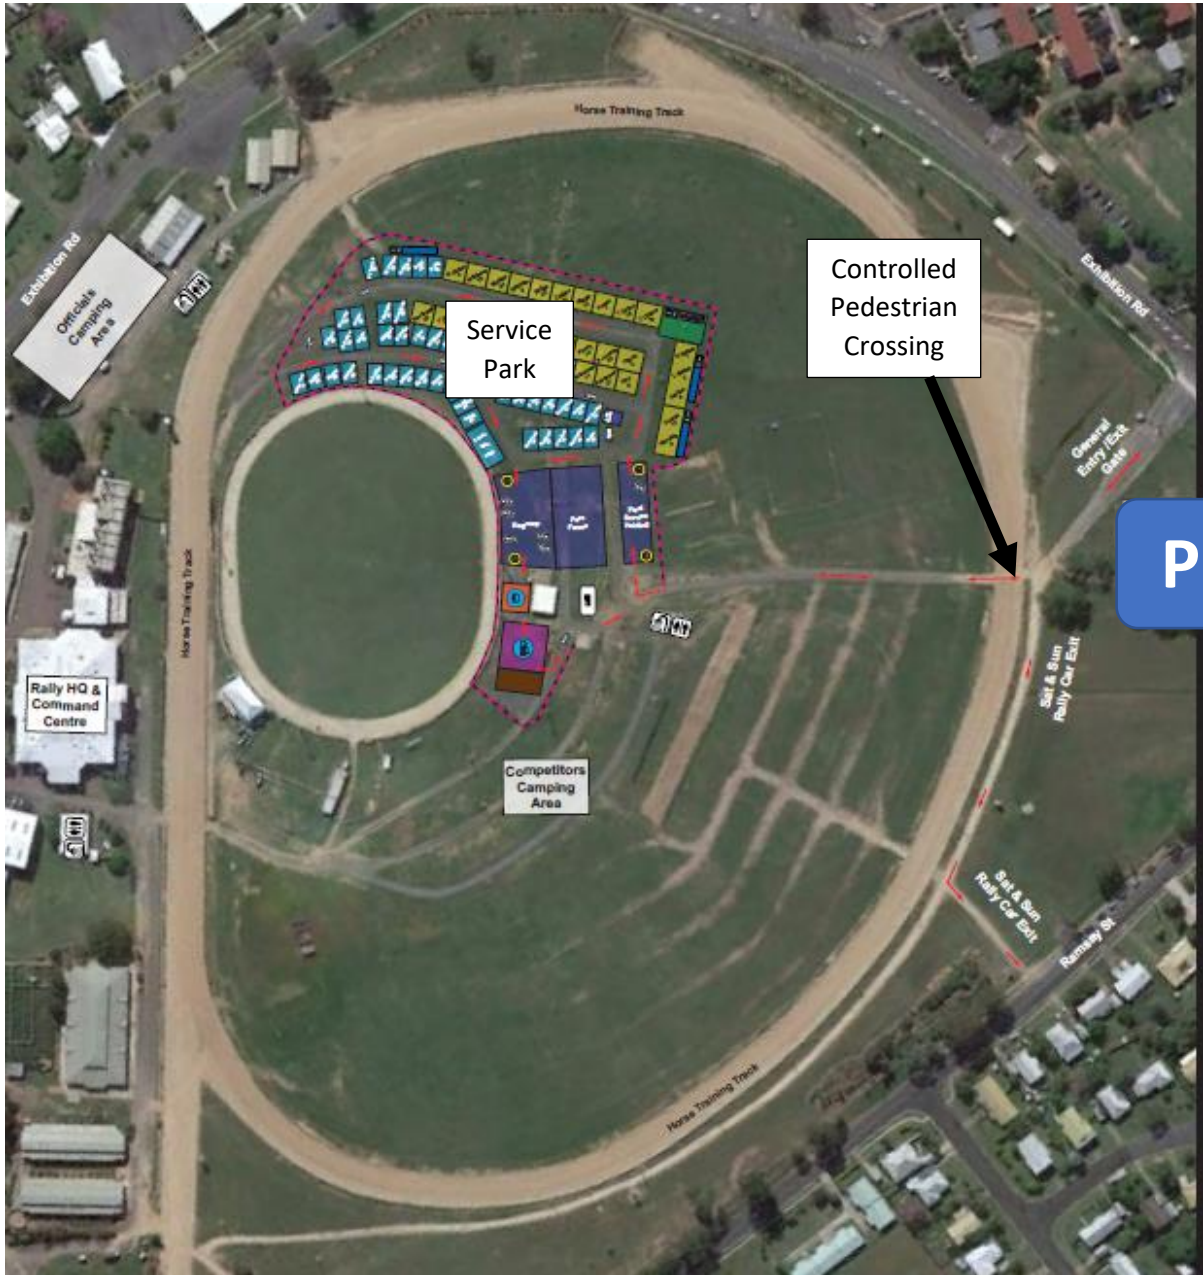 Horse Training Track
Exhibition Rd
Officials
Camping
Area
Service
Park
Controlled
Pedestrian
Crossing
Exhibition Rd
General
Entry /Exit
Gate
P
Horse Training Track
Rally HQ &
Command
Centre
Competitors
Camping
Area
Sat & Sun
Rally Car Exit
Sat & Sun
Rally Car Exit
Ramsay St
Horse Training Track